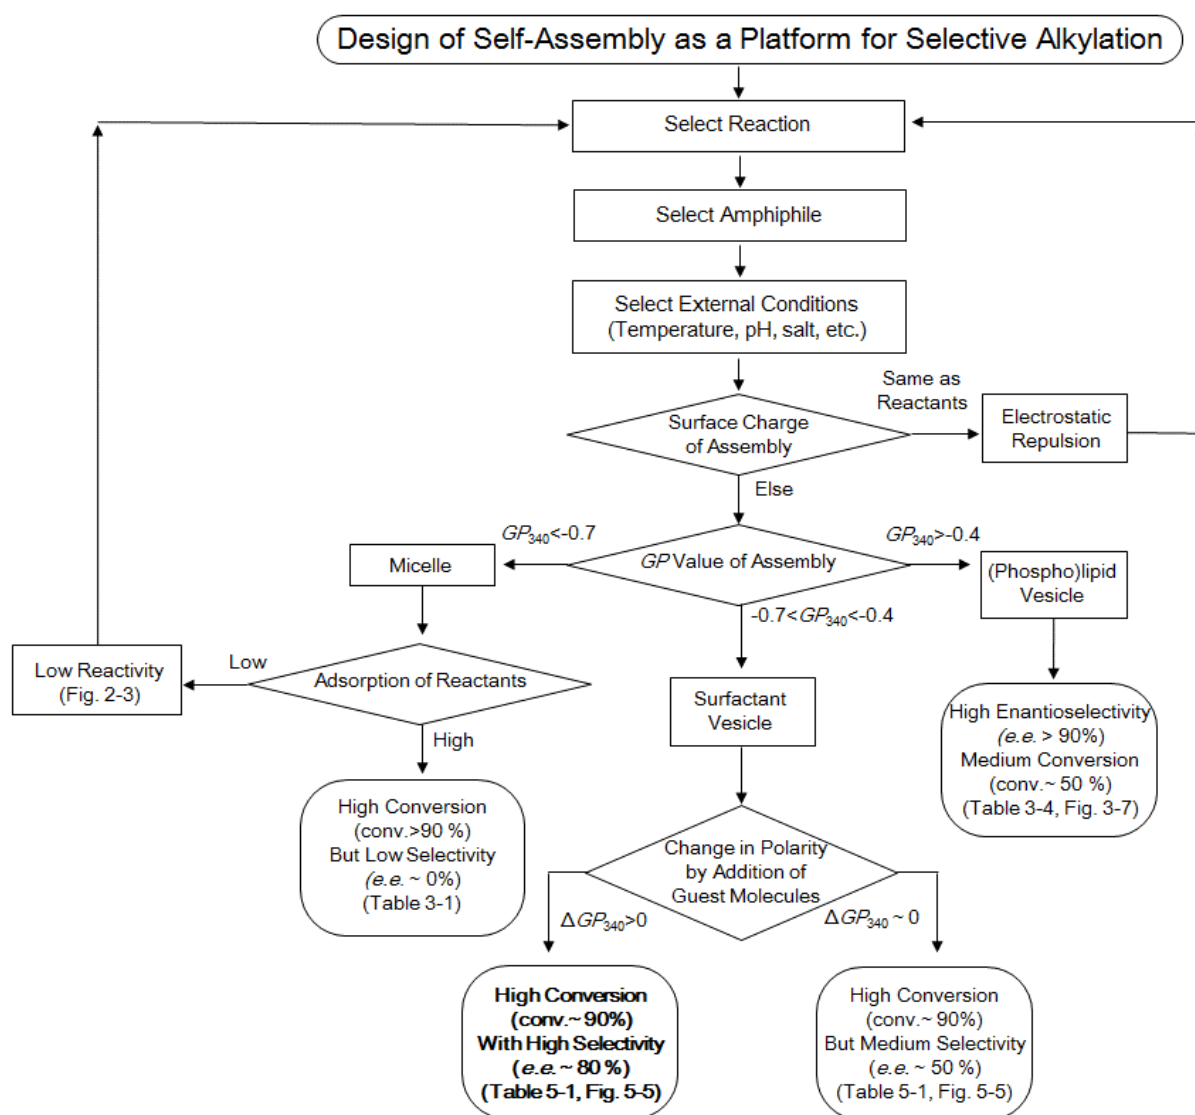 Design of Self-Assembly as a Platform for Selective Alkylation
Select Reaction
Select Amphiphile
Select External Conditions
(Temperature, pH, salt, etc.)
Same as
Reactants
Surface Charge
of Assembly
Electrostatic
Repulsion
Else
GP340<-0.7
GP340>-0.4
Micelle
GP Value of Assembly
(Phospho)lipid
Vesicle
-0.7<GP340<-0.4
Low
Low Reactivity
(Fig. 2-3)
Adsorption of Reactants
Surfactant
Vesicle
High
High Enantioselectivity
(e.e. > 90%)
Medium Conversion
(conv.~ 50 %)
(Table 3-4, Fig. 3-7)
High Conversion
(conv.>90 %)
But Low Selectivity
(e.e. ~ 0%)
(Table 3-1)
Change in Polarity
by Addition of
Guest Molecules
ΔGP340>0
ΔGP340 ~ 0
High Conversion
(conv.~ 90%)
With High Selectivity
(e.e. ~ 80 %)
(Table 5-1, Fig. 5-5)
High Conversion
(conv.~ 90%)
But Medium Selectivity
(e.e. ~ 50 %)
(Table 5-1, Fig. 5-5)